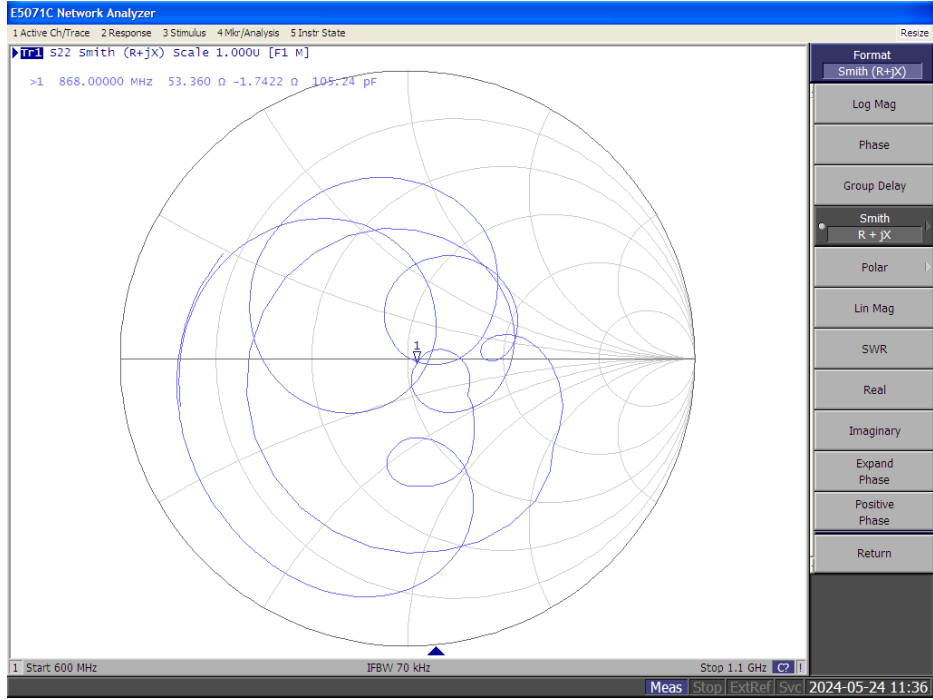 E5071C Network Analyzer
1 Active Ch/Trace 2 Response 3 Stimulus 4 Mkr/Analysis 5 Instr State
Resize
Tr1 S22 Smith (R+jX) Scale 1.000U [F1 M]
>1 868.00000 MHz 53.360 Ω -1.7422 Ω 105.24 pF
1
Format
Smith (R+jX)
Log Mag
Phase
Group Delay
Smith
R + jX
Polar
Lin Mag
SWR
Real
Imaginary
Expand
Phase
Positive
Phase
Return
1 Start 600 MHz
IFBW 70 kHz
Stop 1.1 GHz C? !
Meas Stop ExtRef Svc 2024-05-24 11:36